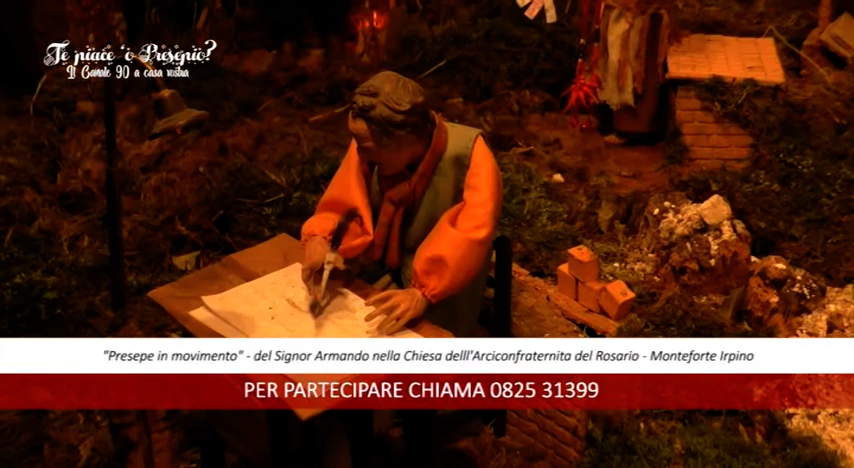 Te piace 'o Presepio?
Il Canale 90 a casa vostra
"Presepe in movimento" - del Signor Armando nella Chiesa delll'Arciconfraternita del Rosario - Monteforte Irpino
PER PARTECIPARE CHIAMA 0825 31399